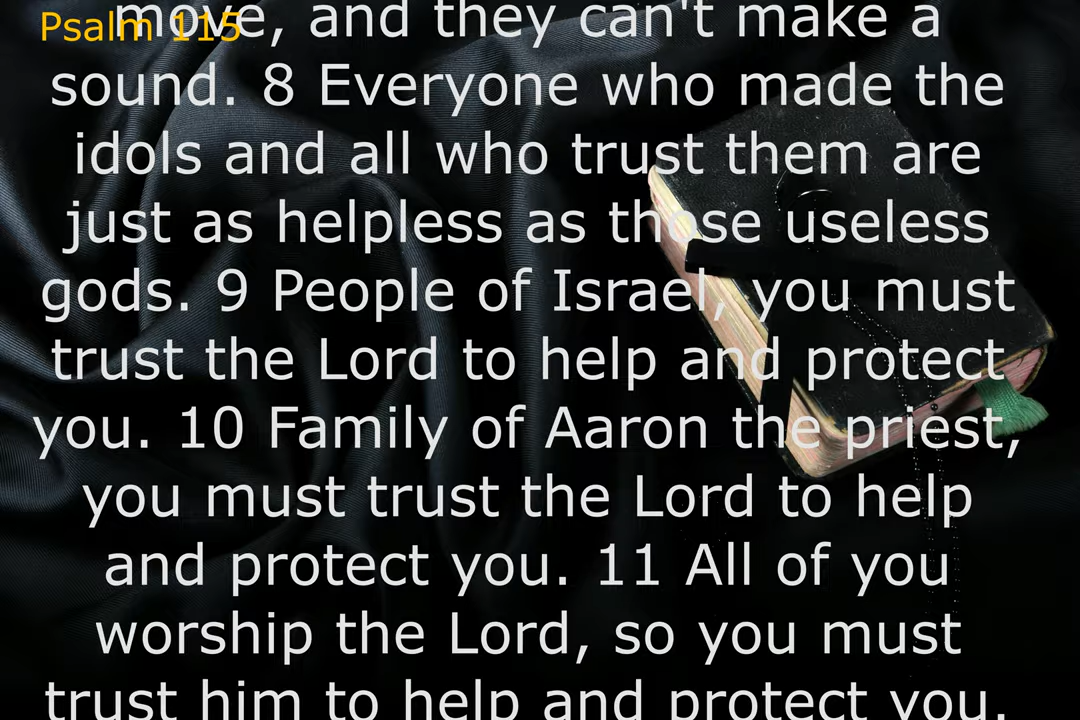 Psalm 115
move, and they can't make a
sound. 8 Everyone who made the
idols and all who trust them are
just as helpless as those useless
gods. 9 People of Israel, you must
trust the Lord to help and protect
you. 10 Family of Aaron the priest,
you must trust the Lord to help
and protect you. 11 All of you
worship the Lord, so you must
trust him to help and protect you.